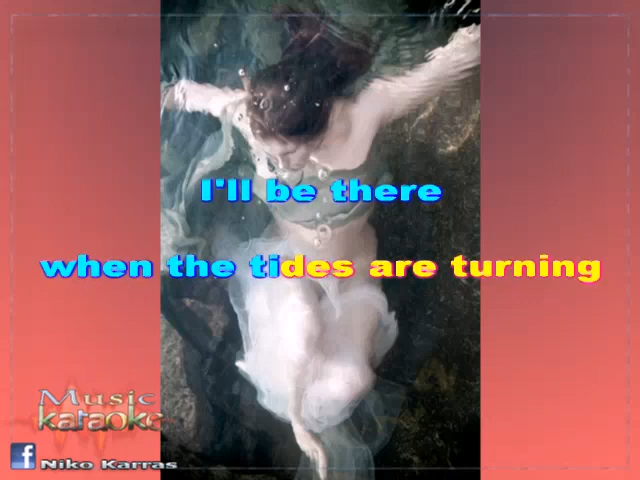 I'll be there
when the tides are turning
Music
karaoke
f Niko Karras